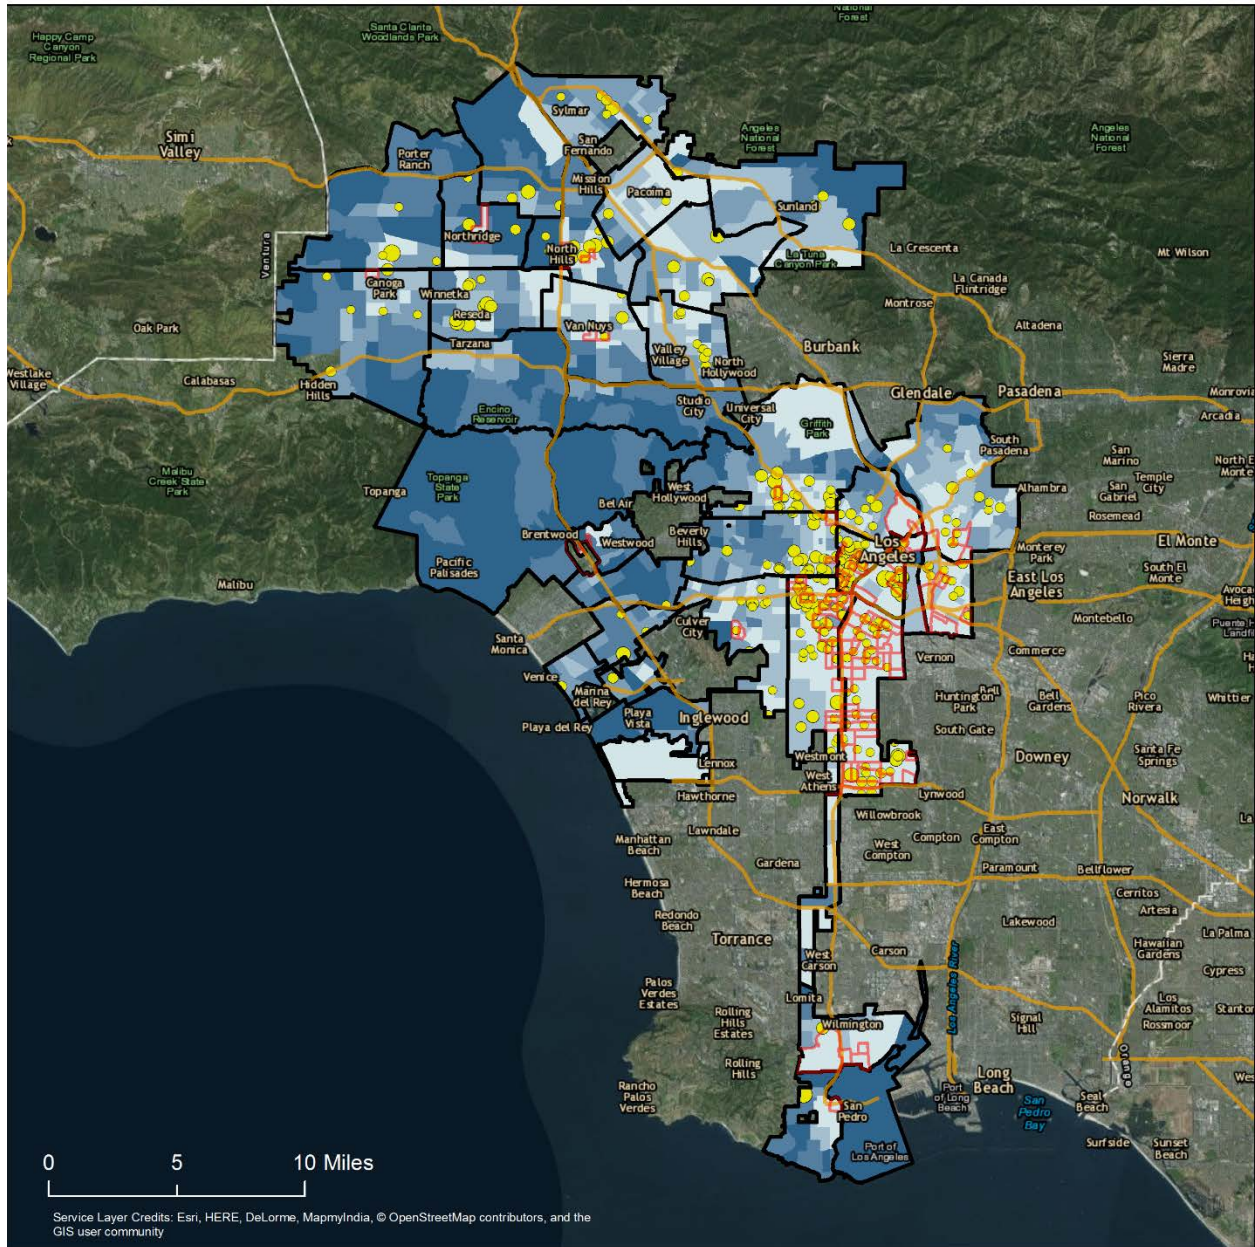 National
Forest
Happy Camp
Canyon
Regional Park
Santa Clarita
Woodlands Park
Sylmar
San
Fernando
Angeles
National
Forest
Angeles
National
Forest
Simi
Valley
Porter
Ranch
Mission
Hills
Pacoima
Sunland
Ventura
Northridge
North
Hills
La Tuna
Canyon Park
La Crescenta
Mt Wilson
La Canada
Flintridge
Montrose
Canoga
Park
Winnetka
Reseda
Van Nuys
Oak Park
Tarzana
Valley
Village
North
Hollywood
Burbank
Altadena
Sierra
Madre
Westlake
Village
Calabasas
Hidden
Hills
Encino
Reservoir
Studio
City
Universal
City
Griffith
Park
Glendale
Pasadena
Monrovia
Arcadia
South
Pasadena
San
Marino
North El
Monte
Temple
City
Malibu
Creek State
Park
Topanga
Topanga
State
Park
Bel Air
West
Hollywood
Alhambra
San
Gabriel
Rosemead
Brentwood
Westwood
Beverly
Hills
Los
Angeles
Monterey
Park
El Monte
Pacific
Palisades
South El
Monte
Malibu
East Los
Angeles
Montebello
Avocado
Heights
Puente Hills
Landfill
Santa
Monica
Culver
City
Vernon
Commerce
Venice
Marina
del Rey
Huntington
Park
Bell
Bell
Gardens
Pico
Rivera
Whittier
Playa del Rey
Playa
Vista
Inglewood
South Gate
Lennox
Westmont
Downey
Santa Fe
Springs
West
Athens
Hawthorne
Lynwood
Norwalk
Willowbrook
Manhattan
Beach
Lawndale
Compton
East
Compton
West
Compton
Gardena
Paramount
Bellflower
Hermosa
Beach
Cerritos
Artesia
Redondo
Beach
Lakewood
La Palma
Torrance
Carson
West
Carson
Hawaiian
Gardens
Cypress
Los Angeles River
Palos
Verdes
Estates
Lomita
Los
Alamitos
Rossmoor
Stanton
Rolling
Hills
Estates
Wilmington
Signal
Hill
Rolling
Hills
Orange
Long
Beach
Port
of Long
Beach
San
Pedro
Bay
Seal
Beach
Rancho
Palos
Verdes
San
Pedro
Port of
Los Angeles
Surfside
Sunset
Beach
0 5 10 Miles
Service Layer Credits: Esri, HERE, DeLorme, MapmyIndia, © OpenStreetMap contributors, and the
GIS user community